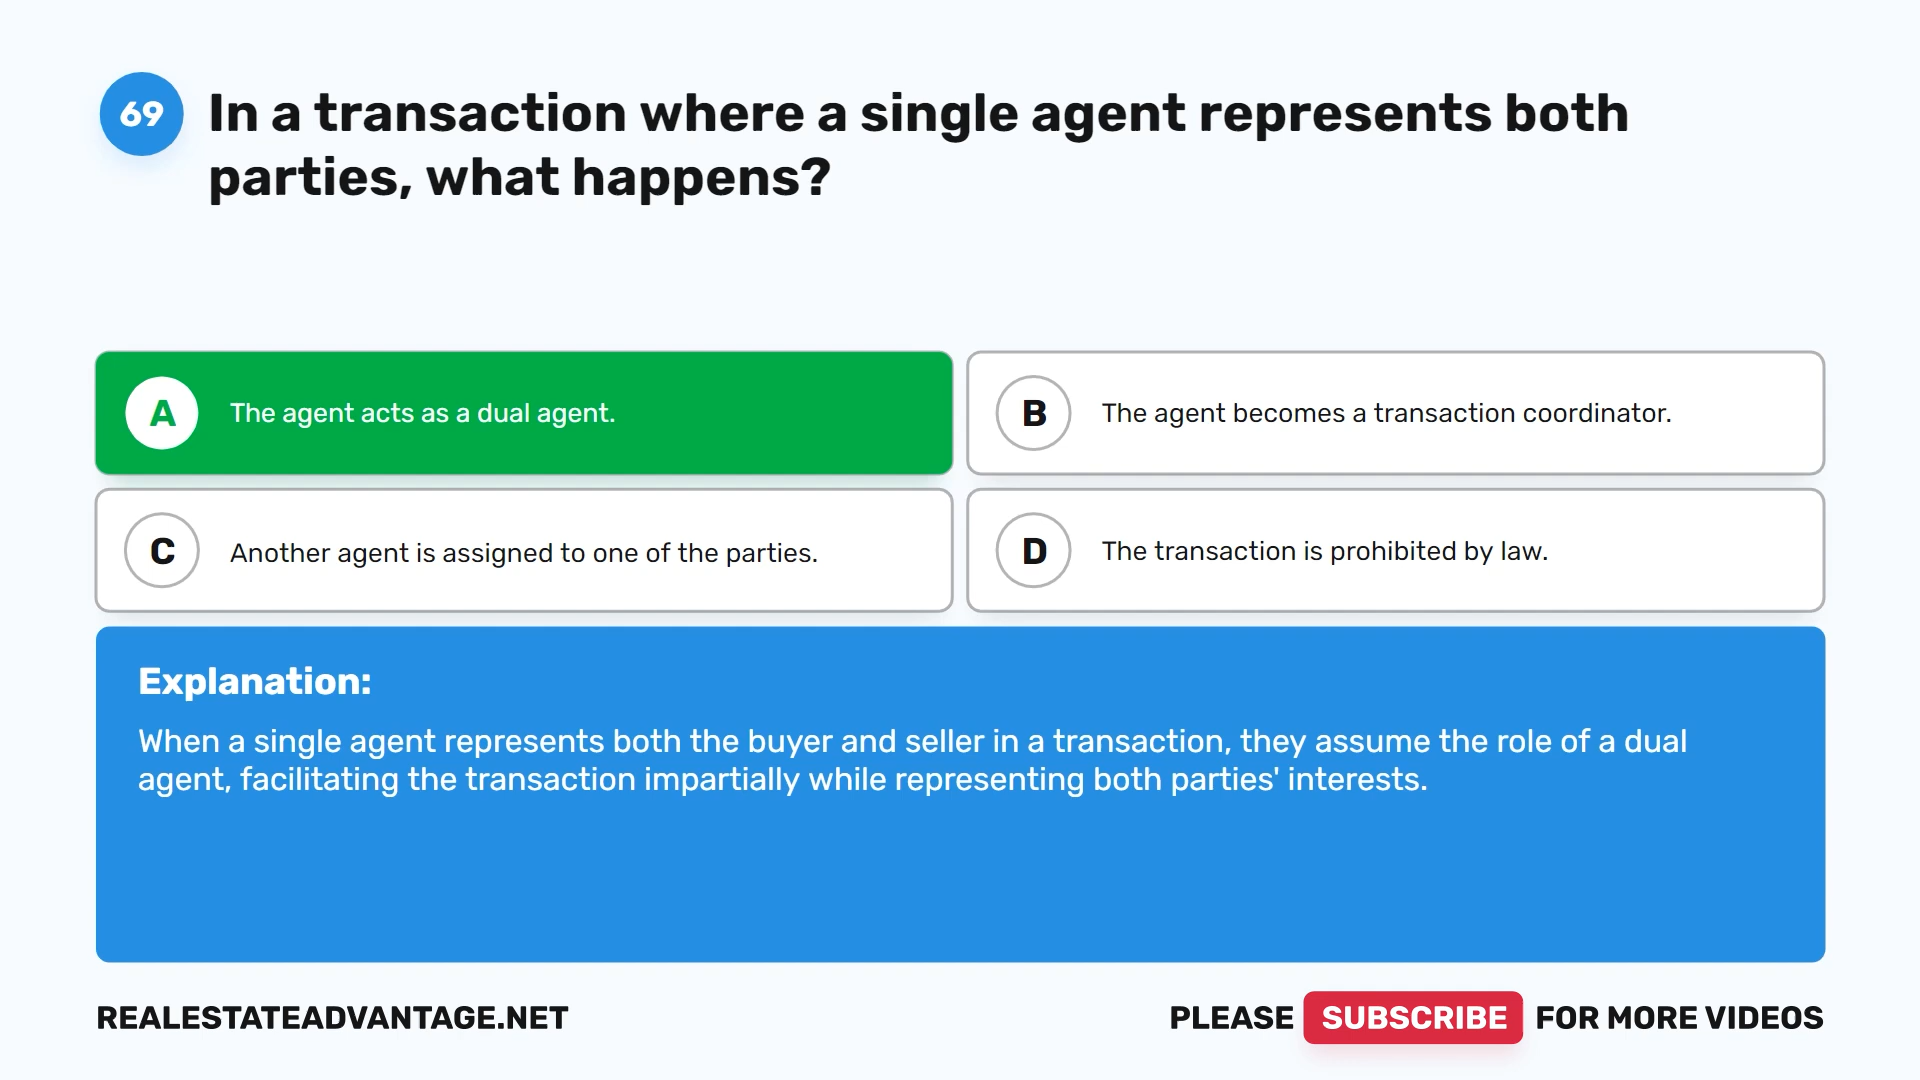 69
In a transaction where a single agent represents both
parties, what happens?
A
The agent acts as a dual agent.
B
The agent becomes a transaction coordinator.
C
Another agent is assigned to one of the parties.
D
The transaction is prohibited by law.
Explanation:
When a single agent represents both the buyer and seller in a transaction, they assume the role of a dual
agent, facilitating the transaction impartially while representing both parties' interests.
REALESTATEADVANTAGE.NET
PLEASE SUBSCRIBE FOR MORE VIDEOS